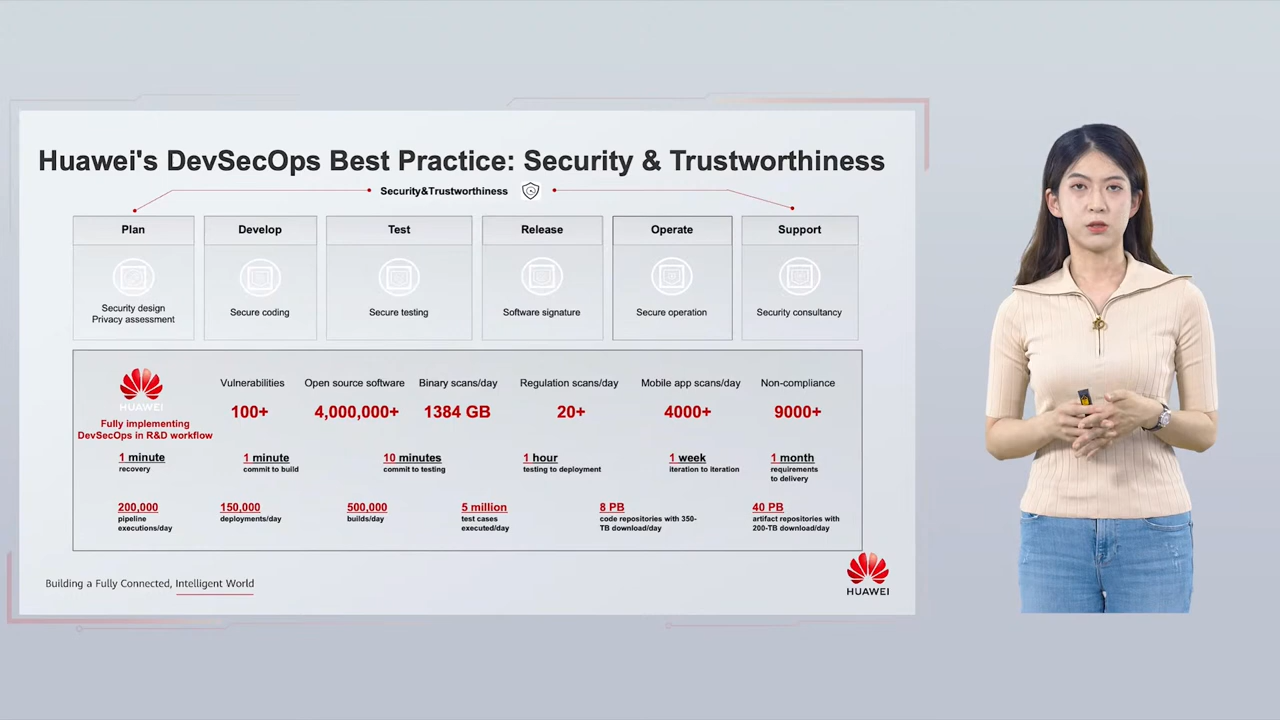 Huawei's DevSecOps Best Practice: Security & Trustworthiness
Security&Trustworthiness
Plan
Develop
Test
Release
Operate
Support
Security design
Privacy assessment
Secure coding
Secure testing
Software signature
Secure operation
Security consultancy
HUAWEI
Fully implementing
DevSecOps in R&D workflow
Vulnerabilities
Open source software
Binary scans/day
Regulation scans/day
Mobile app scans/day
Non-compliance
100+
4,000,000+
1384 GB
20+
4000+
9000+
1 minute
recovery
1 minute
commit to build
10 minutes
commit to testing
1 hour
testing to deployment
1 week
iteration to iteration
1 month
requirements
to delivery
200,000
pipeline
executions/day
150,000
deployments/day
500,000
builds/day
5 million
test cases
executed/day
8 PB
code repositories with 350-
TB download/day
40 PB
artifact repositories with
200-TB download/day
Building a Fully Connected, Intelligent World
HUAWEI